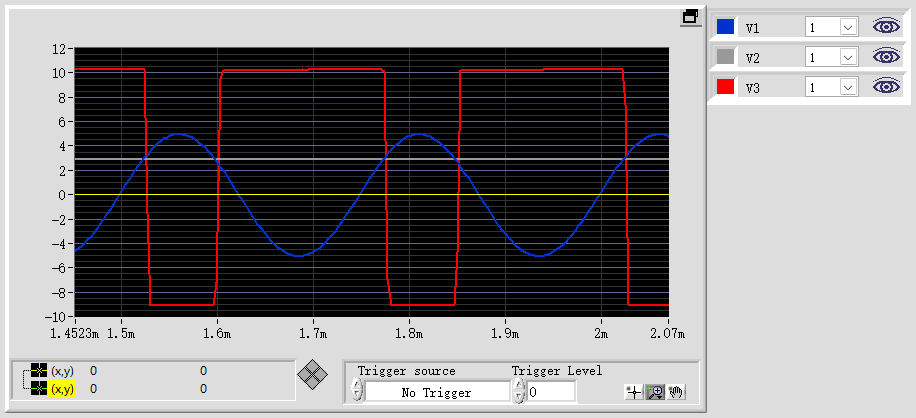 V1 1
V2 1
V3 1
12
10
8
6
4
2
0
-2
-4
-6
-8
-10
1.4523m 1.5m 1.6m 1.7m 1.8m 1.9m 2m 2.07m
(x,y) 0 0
(x,y) 0 0
Trigger source Trigger Level
No Trigger 0